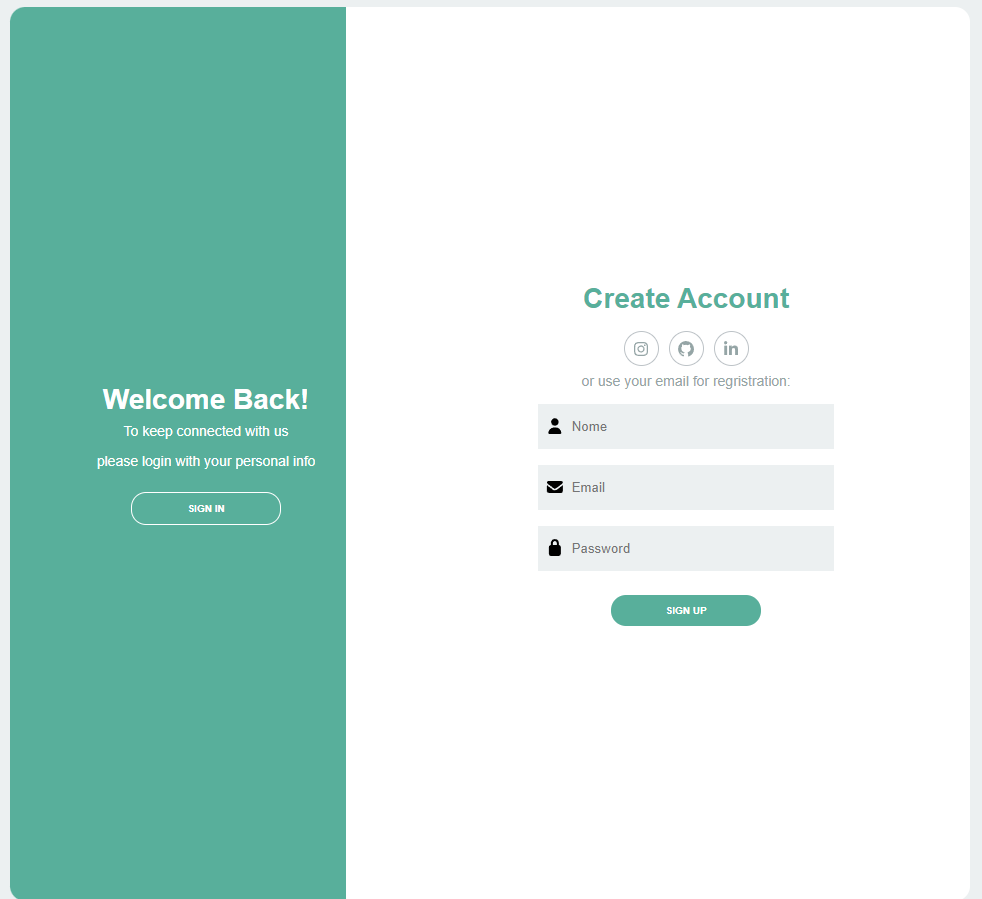 Welcome Back!
To keep connected with us
please login with your personal info
SIGN IN
Create Account
in
or use your email for regristration:
Nome
Email
Password
SIGN UP